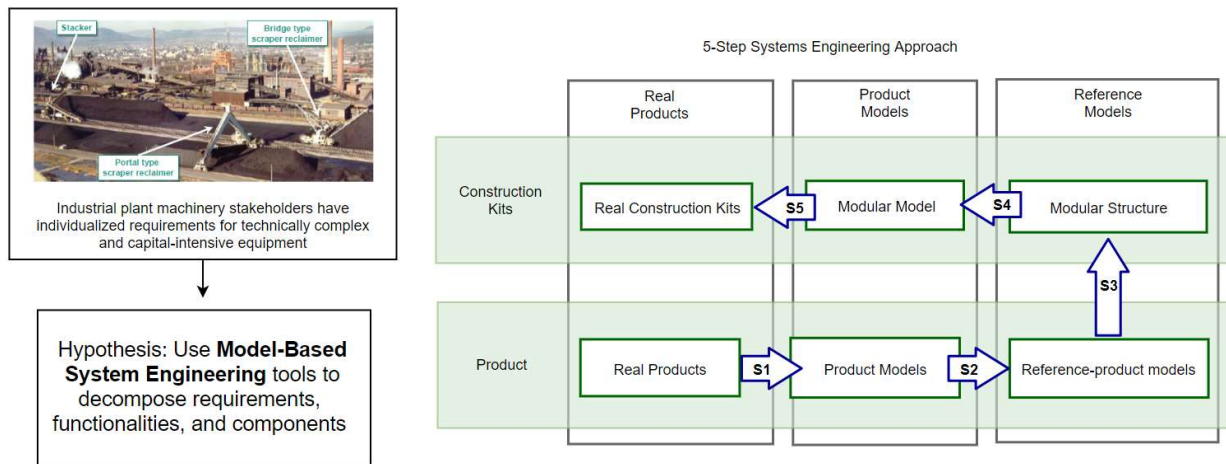 Stacker
Bridge type
scraper reclaimer
Portal type
scraper reclaimer
Industrial plant machinery stakeholders have
individualized requirements for technically complex
and capital-intensive equipment
Hypothesis: Use Model-Based
System Engineering tools to
decompose requirements,
functionalities, and components
5-Step Systems Engineering Approach
Real
Products
Product
Models
Reference
Models
Construction
Kits
Real Construction Kits
S5
Modular Model
S4
Modular Structure
S3
Product
Real Products
S1
Product Models
S2
Reference-product models